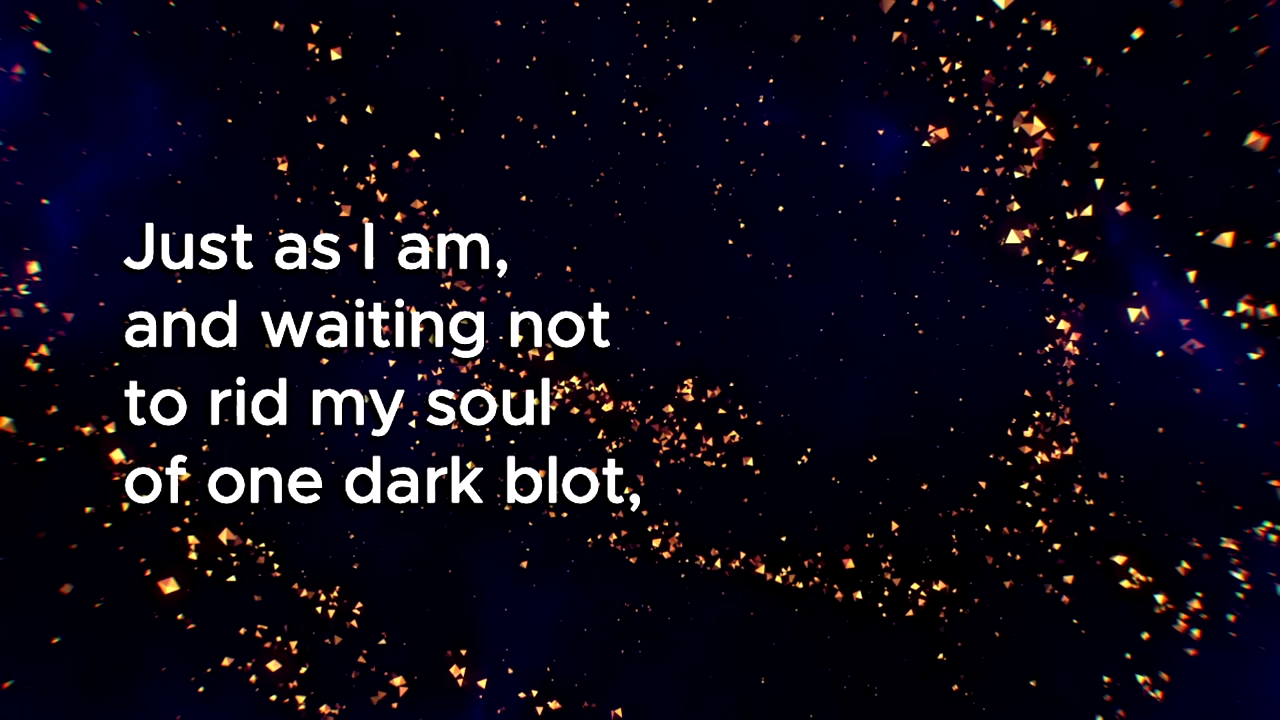 Just as I am,
and waiting not
to rid my soul
of one dark blot,